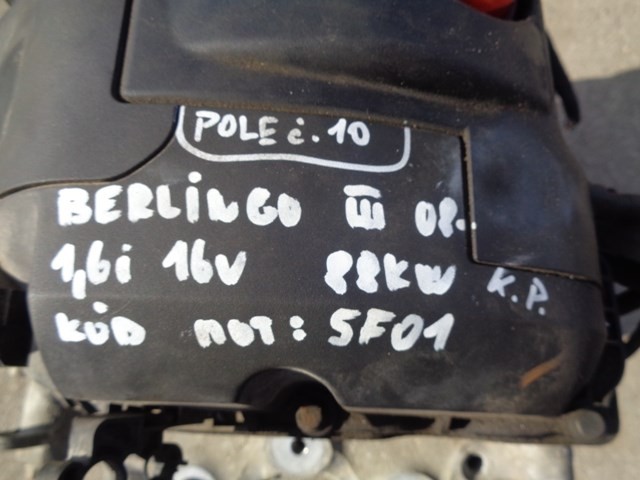 POLE č. 10
BERLINGO III 08.
1,6i 16V 88KW K.P.
KÓD MOT: 5F01